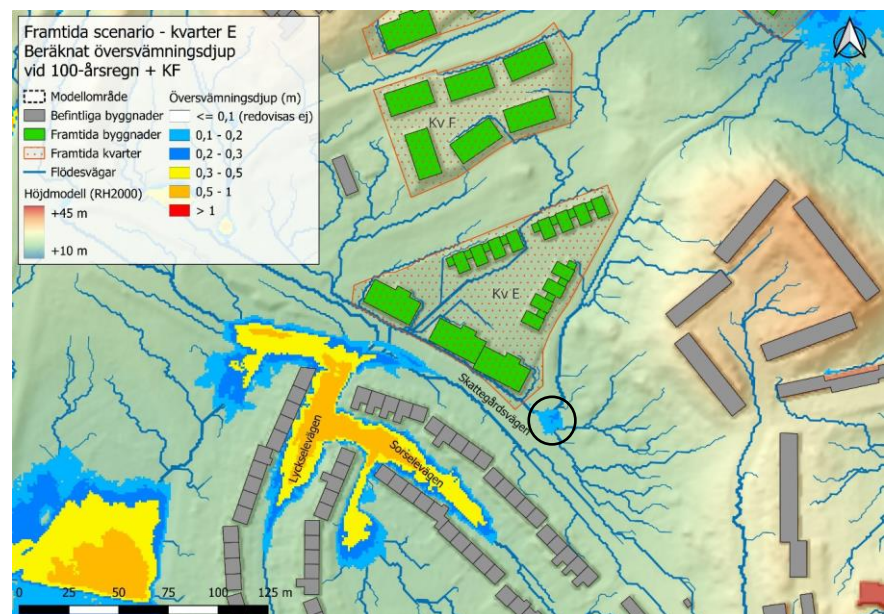 Framtida scenario - kvarter E
Beräknat översvämningsdjup
vid 100-årsregn + KF
Modellområde
Befintliga byggnader
Framtida byggnader
Framtida kvarter
Flödesvägar
Höjdmodell (RH2000)
+45 m
+10 m
Översvämningsdjup (m)
<= 0,1 (redovisas ej)
0,1 - 0,2
0,2 - 0,3
0,3 - 0,5
0,5 - 1
> 1
Kv F
Kv E
Skattegårdsvägen
Lyckselevägen
Sorselevägen
0 25 50 75 100 125 m